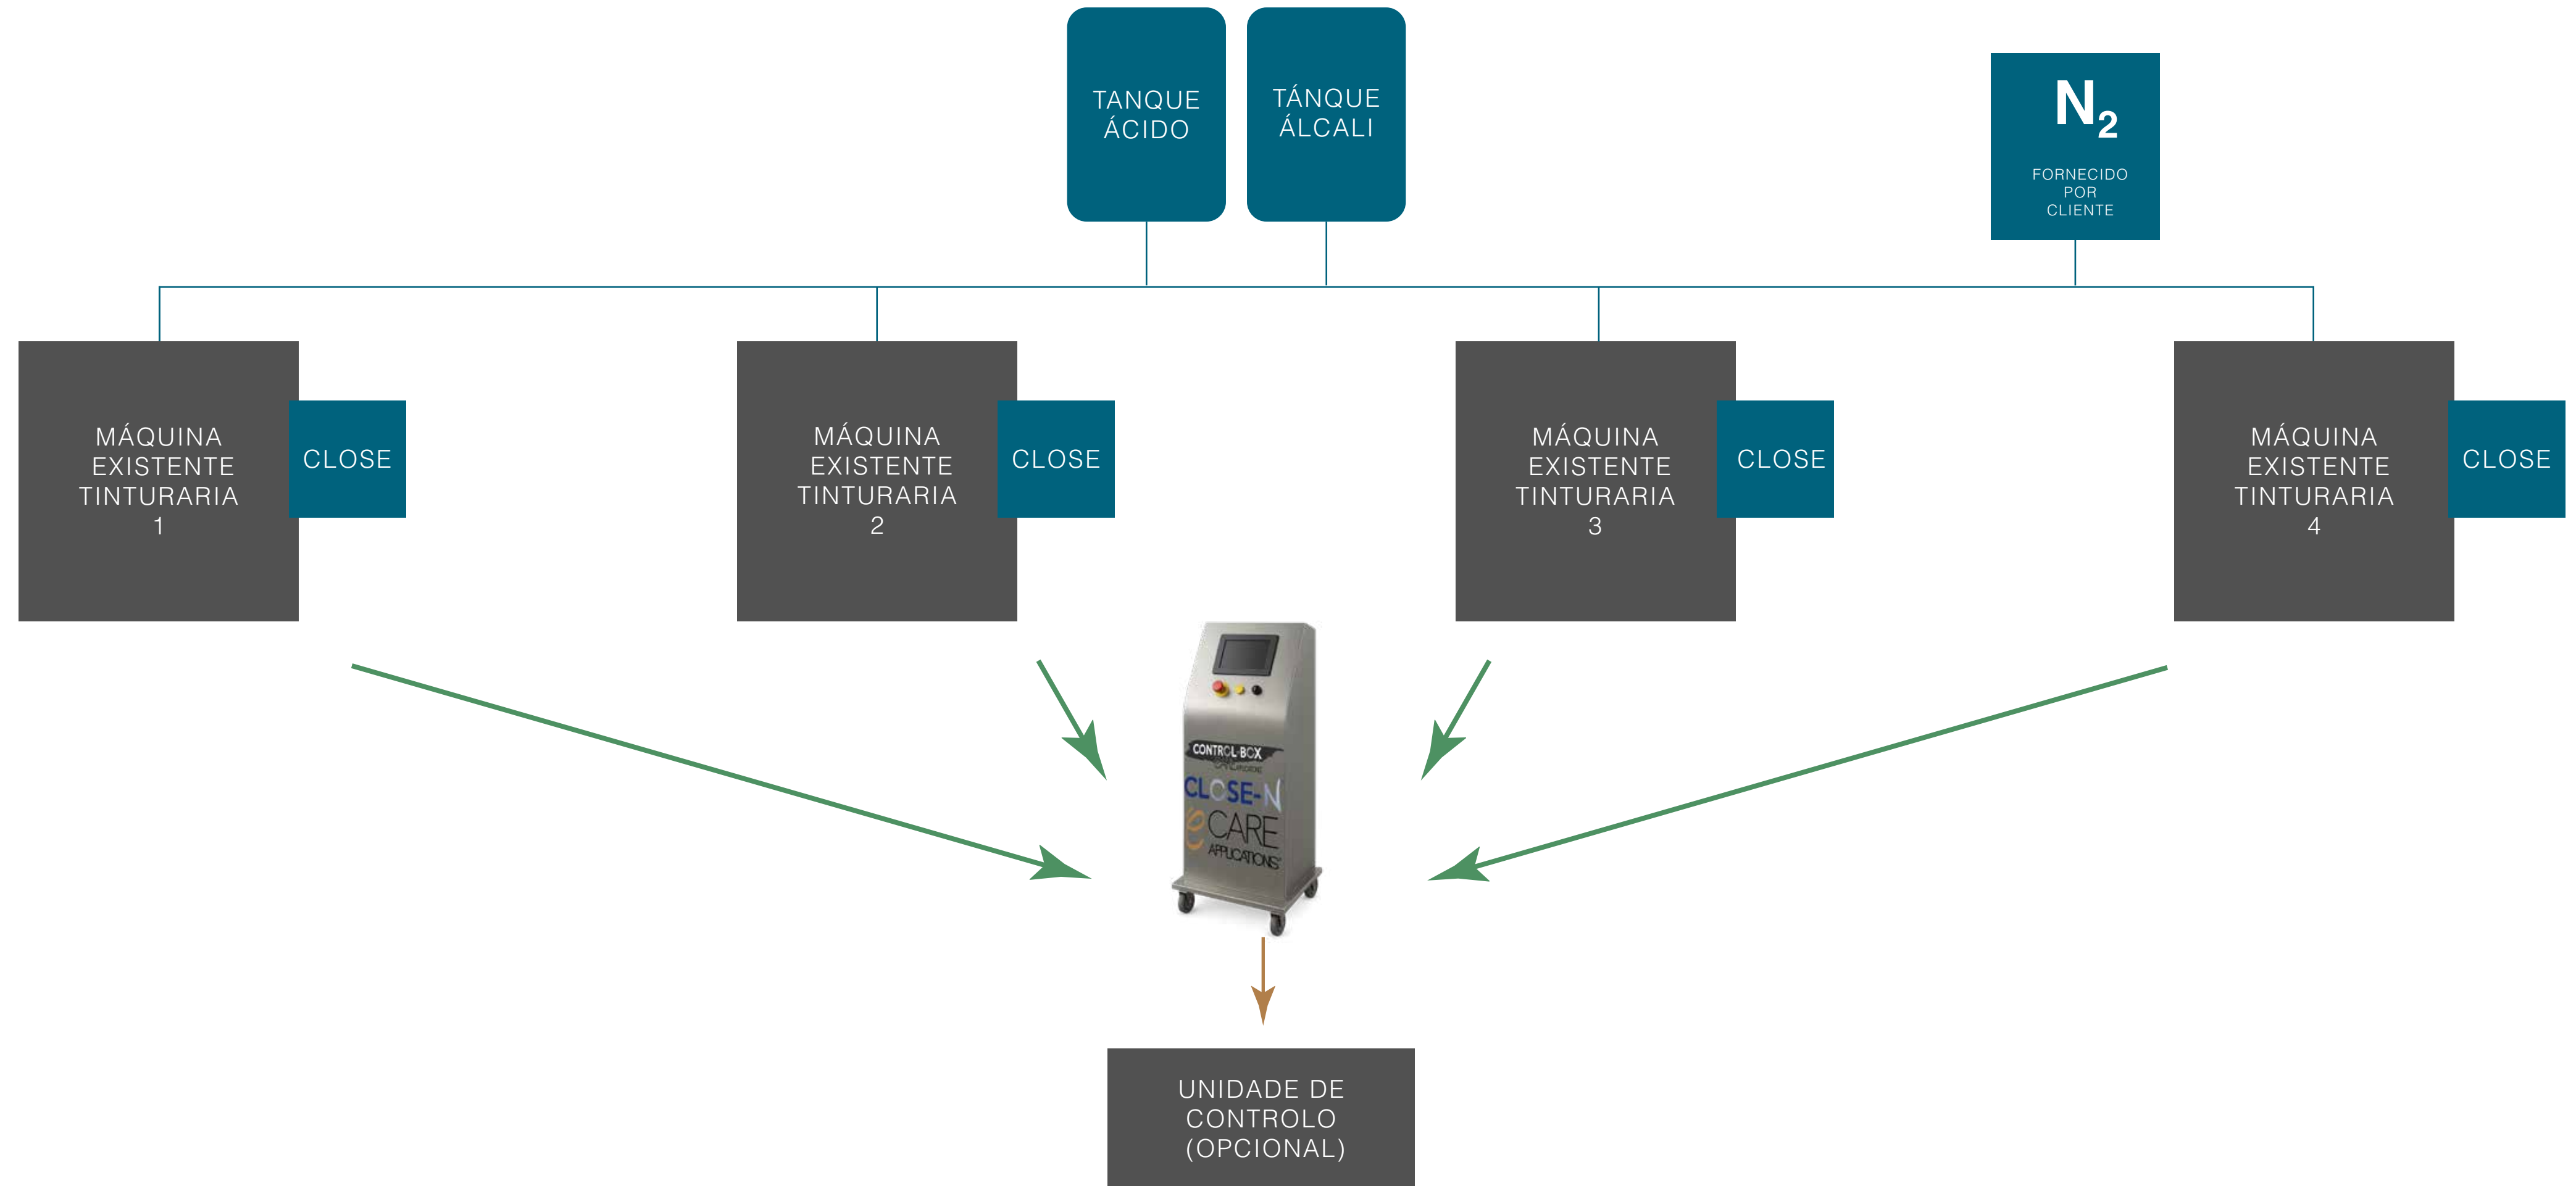 TANQUE
ÁCIDO
TÁNQUE
ÁLCALI
N₂
FORNECIDO
POR
CLIENTE
MÁQUINA
EXISTENTE
TINTURARIA
1
CLOSE
MÁQUINA
EXISTENTE
TINTURARIA
2
CLOSE
MÁQUINA
EXISTENTE
TINTURARIA
3
CLOSE
MÁQUINA
EXISTENTE
TINTURARIA
4
CLOSE
CONTROL-BOX
CLOSE-N
CARE
APPLICATIONS
UNIDADE DE
CONTROLO
(OPCIONAL)